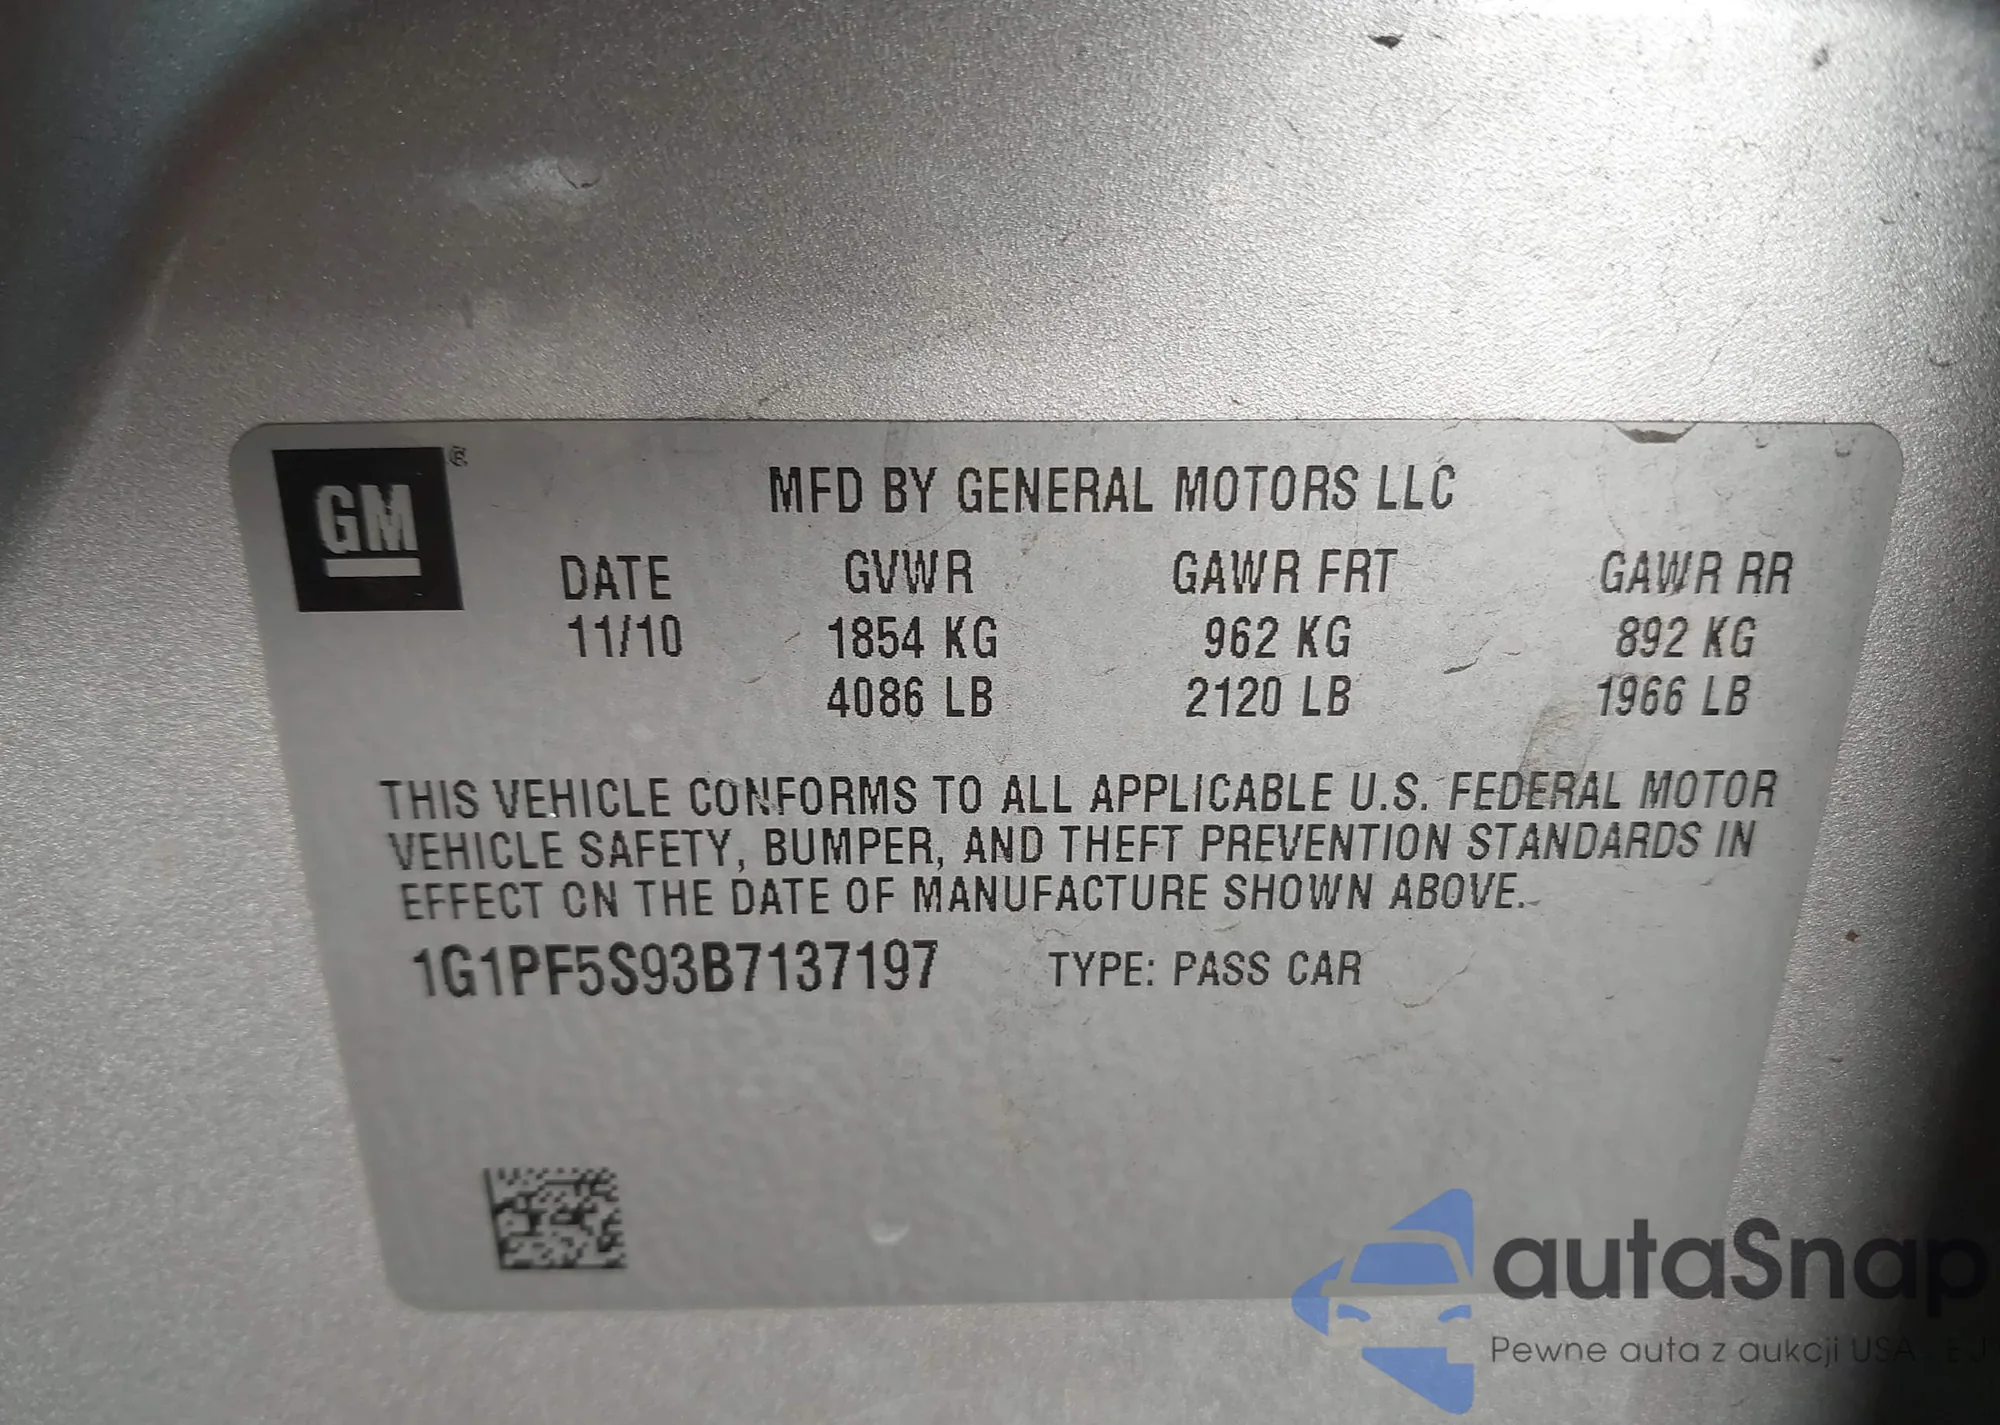 GM®
MFD BY GENERAL MOTORS LLC
DATE GVWR GAWR FRT GAWR RR
11/10 1854 KG 962 KG 892 KG
4086 LB 2120 LB 1966 LB
THIS VEHICLE CONFORMS TO ALL APPLICABLE U.S. FEDERAL MOTOR
VEHICLE SAFETY, BUMPER, AND THEFT PREVENTION STANDARDS IN
EFFECT ON THE DATE OF MANUFACTURE SHOWN ABOVE.
1G1PF5S93B7137197 TYPE: PASS CAR
autaSnap
Pewne auta z aukcji USA